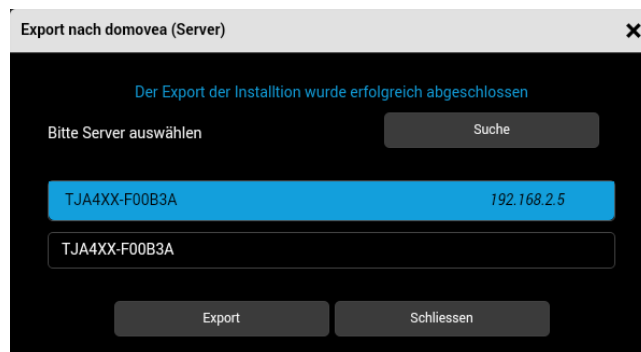 Export nach domovea (Server)
Der Export der Installtion wurde erfolgreich abgeschlossen
Bitte Server auswählen Suche
TJA4XX-F00B3A 192.168.2.5
TJA4XX-F00B3A
Export Schliessen